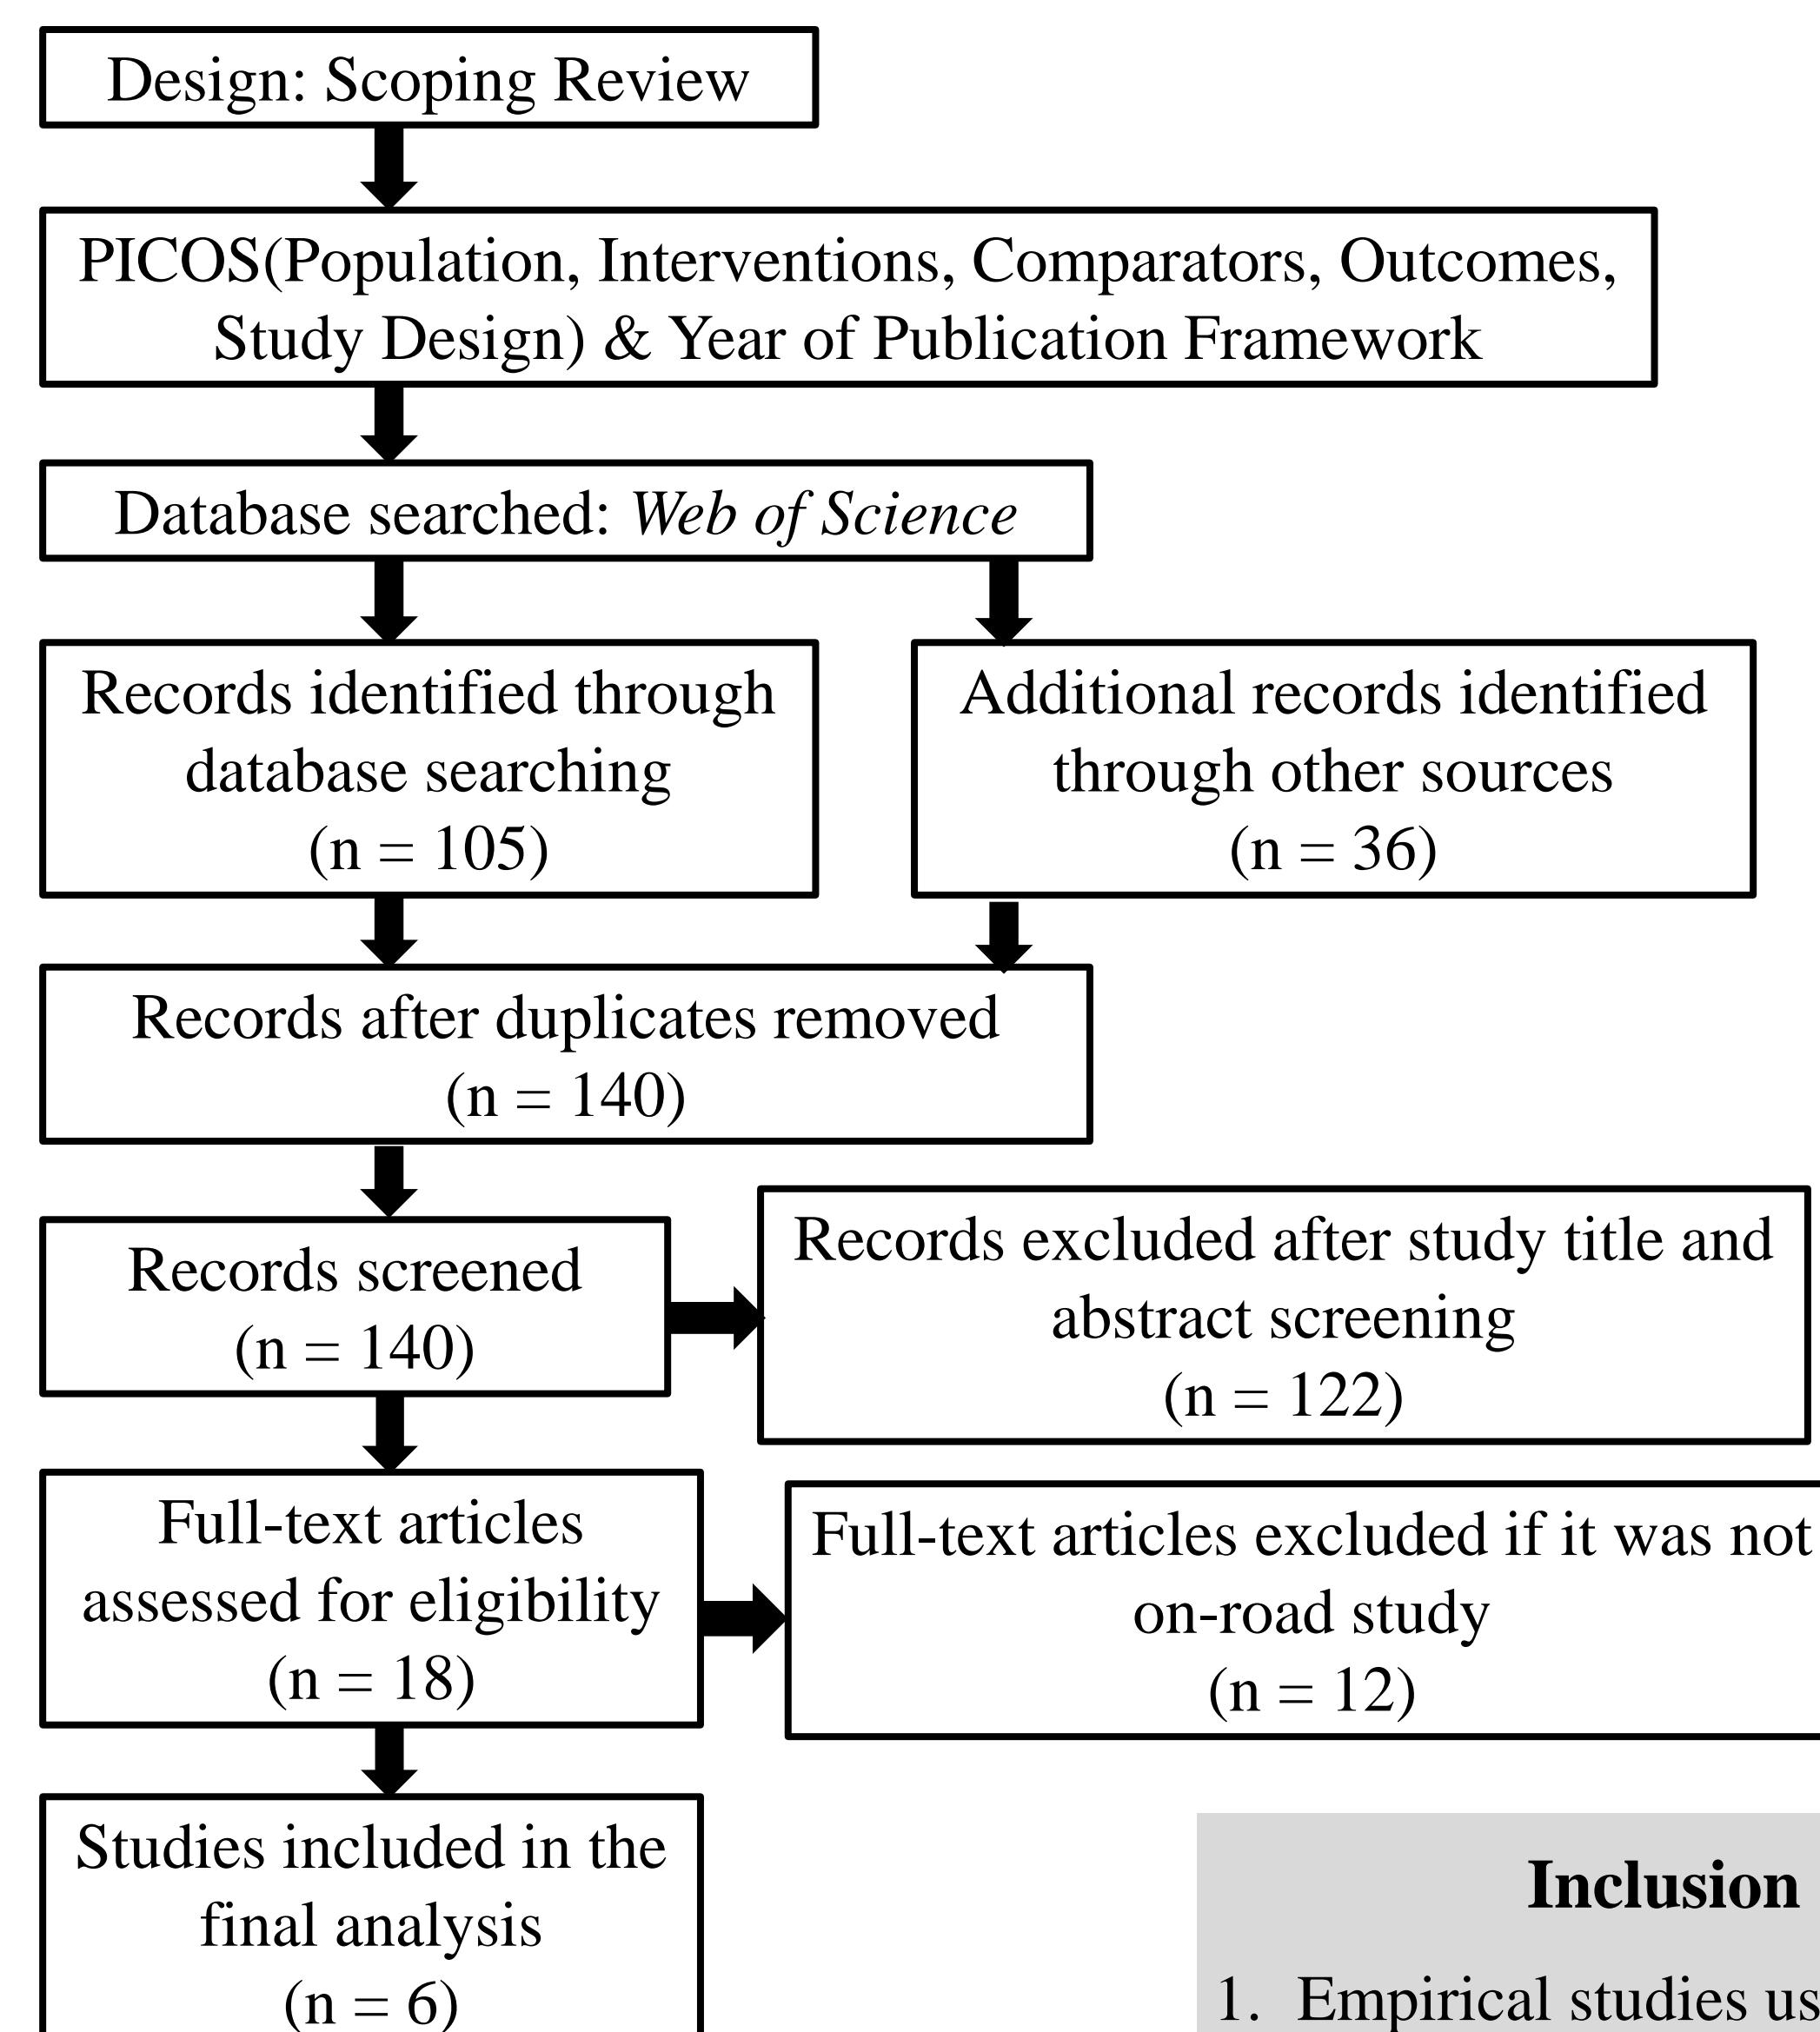 Design: Scoping Review
PICOS(Population, Interventions, Comparators, Outcomes,
Study Design) & Year of Publication Framework
Database searched: Web of Science
Records identified through
database searching
(n = 105)
Additional records identified
through other sources
(n = 36)
Records after duplicates removed
(n = 140)
Records screened
(n = 140)
Records excluded after study title and
abstract screening
(n = 122)
Full-text articles
assessed for eligibility
(n = 18)
Full-text articles excluded if it was not
on-road study
(n = 12)
Studies included in the
final analysis
(n = 6)
Inclusion
1. Empirical studies